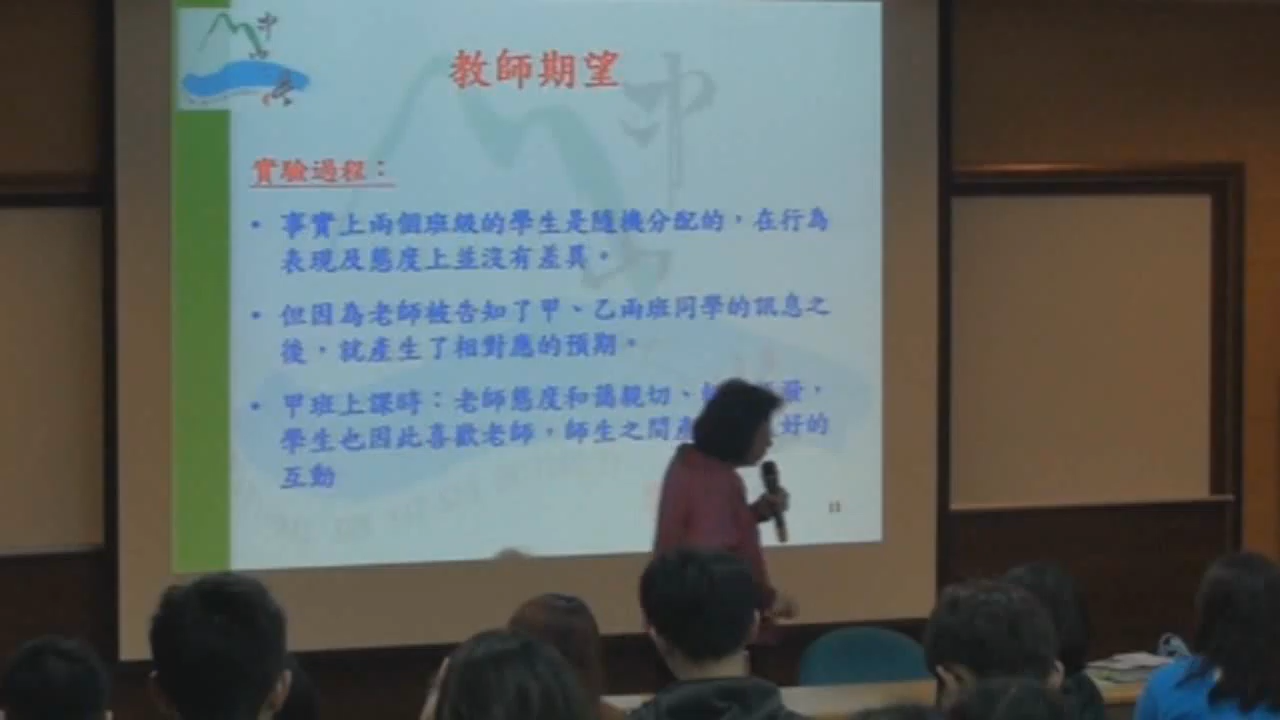 中山
教師期望
實驗過程：
• 事實上兩個班級的學生是隨機分配的，在行為
表現及態度上並沒有差異。
• 但因為老師被告知了甲、乙兩班同學的訊息之
後，就產生了相對應的預期。
• 甲班上課時：老師態度和藹親切、
學生也因此喜歡老師，師生之間產 好的
互動
11